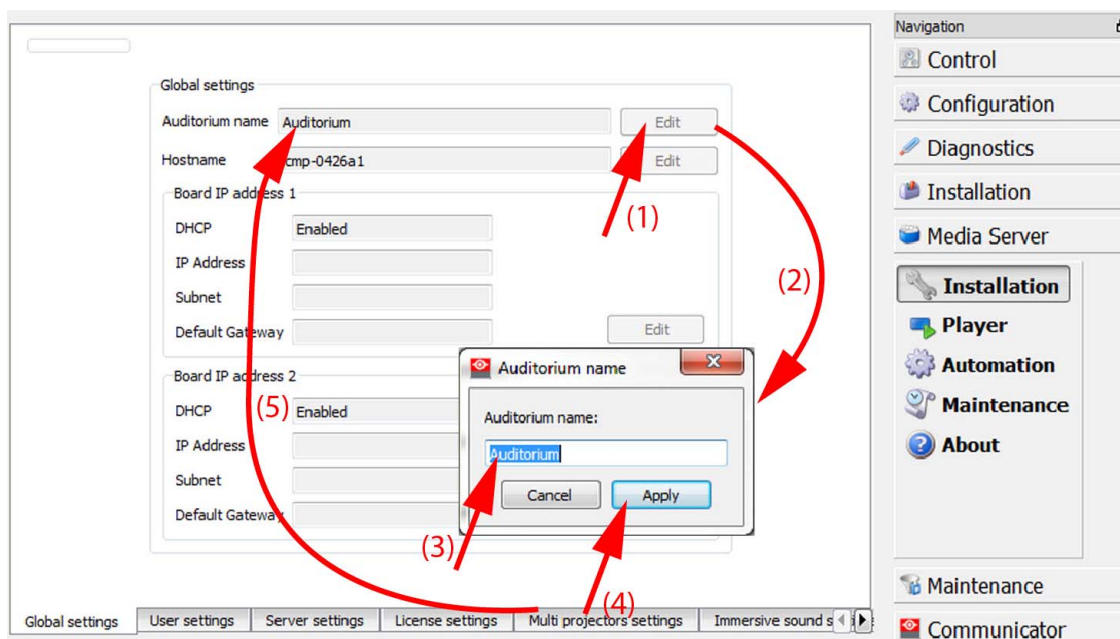 Navigation
Control
Configuration
Diagnostics
Installation
Media Server
Installation
Player
Automation
Maintenance
About
Maintenance
Communicator
Global settings
Auditorium name Auditorium Edit
Hostname cmp-0426a1 Edit
Board IP address 1
DHCP Enabled
IP Address
Subnet
Default Gateway Edit
Board IP address 2
DHCP Enabled
IP Address
Subnet
Default Gateway
(1)
(2)
Auditorium name
Auditorium name:
Auditorium
Cancel Apply
(3)
(4)
(5)
Global settings User settings Server settings License settings Multi projectors settings Immersive sound